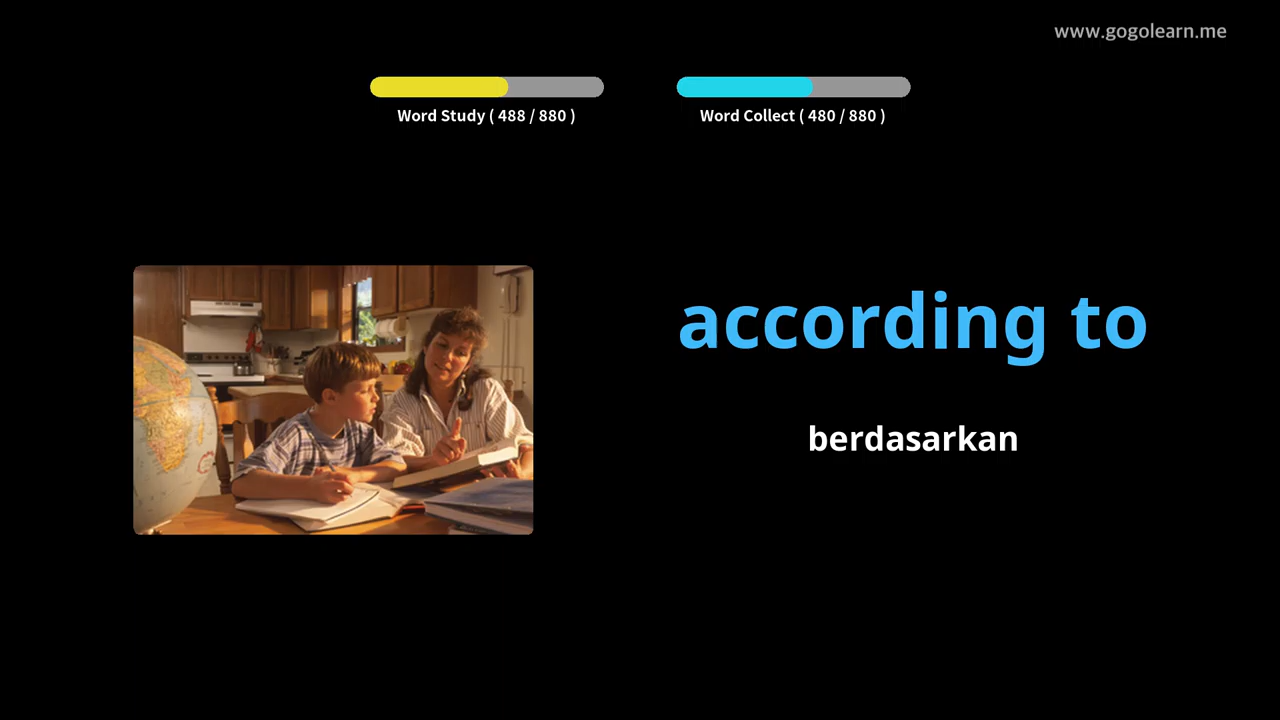 www.gogolearn.me
Word Study ( 488 / 880 )
Word Collect ( 480 / 880 )
according to
berdasarkan